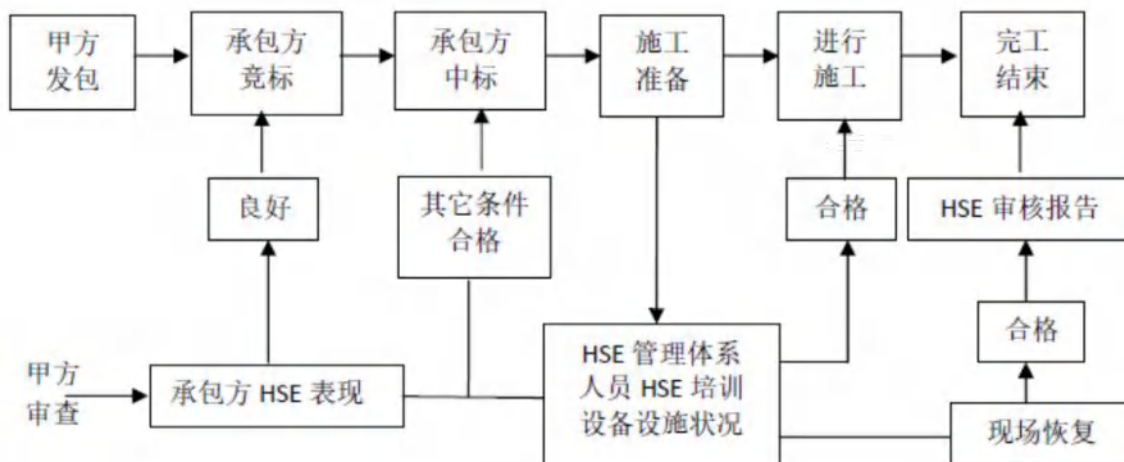 甲方
发包
承包方
竞标
承包方
中标
施工
准备
进行
施工
完工
结束
良好
其它条件
合格
合格
HSE 审核报告
合格
甲方
审查
承包方 HSE 表现
HSE 管理体系
人员 HSE 培训
设备设施状况
现场恢复